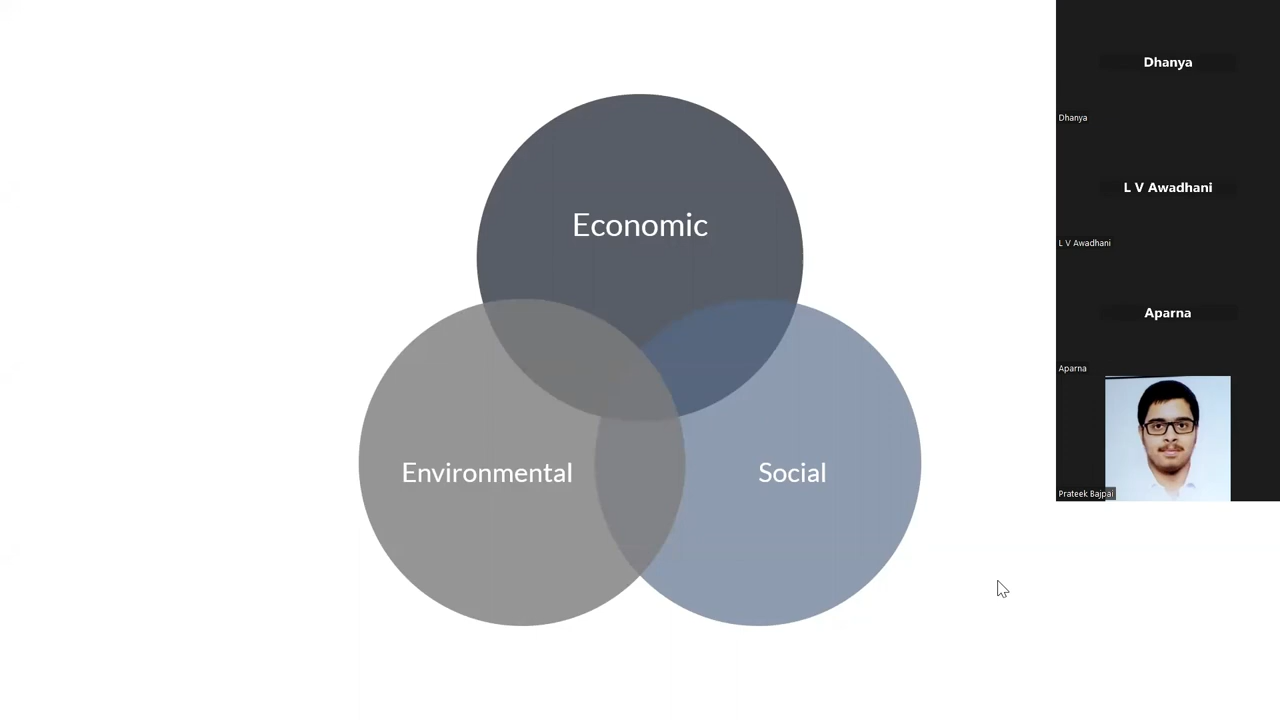 Economic
Environmental
Social
Dhanya
Dhanya
L V Awadhani
L V Awadhani
Aparna
Aparna
Prateek Bajpai